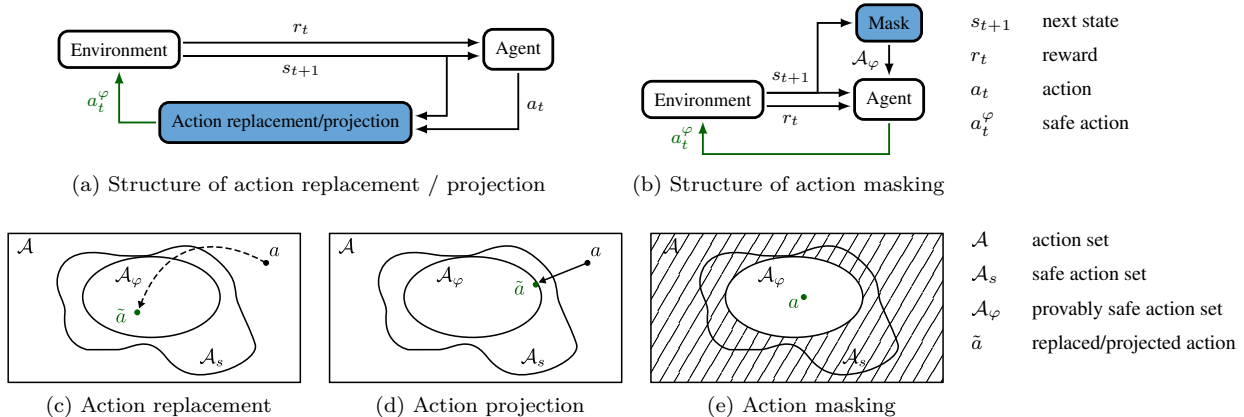 r_t
Environment
Agent
s_{t+1}
a_t^φ
a_t
Action replacement/projection
(a) Structure of action replacement / projection
Mask
𝒜_φ
s_{t+1}
Environment
Agent
r_t
a_t^φ
(b) Structure of action masking
s_{t+1} next state
r_t reward
a_t action
a_t^φ safe action
𝒜
a
𝒜_φ
ã
𝒜_s
(c) Action replacement
𝒜
a
𝒜_φ
ã
𝒜_s
(d) Action projection
𝒜
𝒜_φ
a
𝒜_s
(e) Action masking
𝒜 action set
𝒜_s safe action set
𝒜_φ provably safe action set
ã replaced/projected action